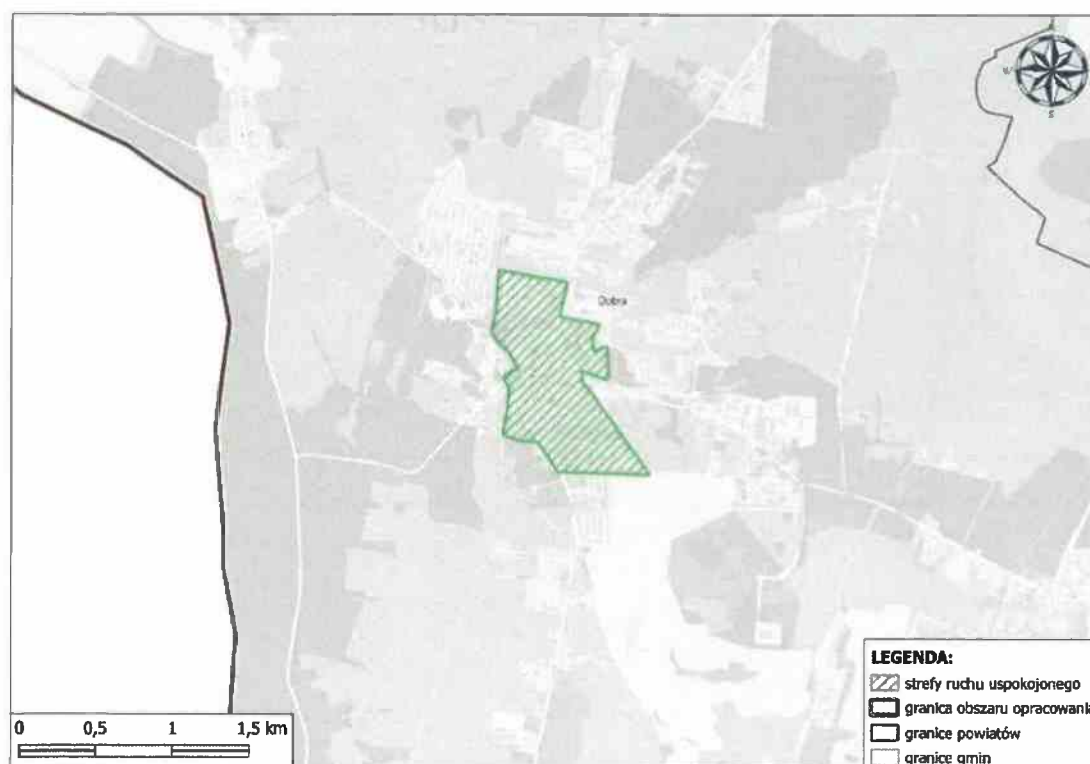 S
Dobra
LEGENDA:
strefy ruchu uspokojonego
granica obszaru opracowania
granice powiatów
granice gmin
0 0,5 1 1,5 km